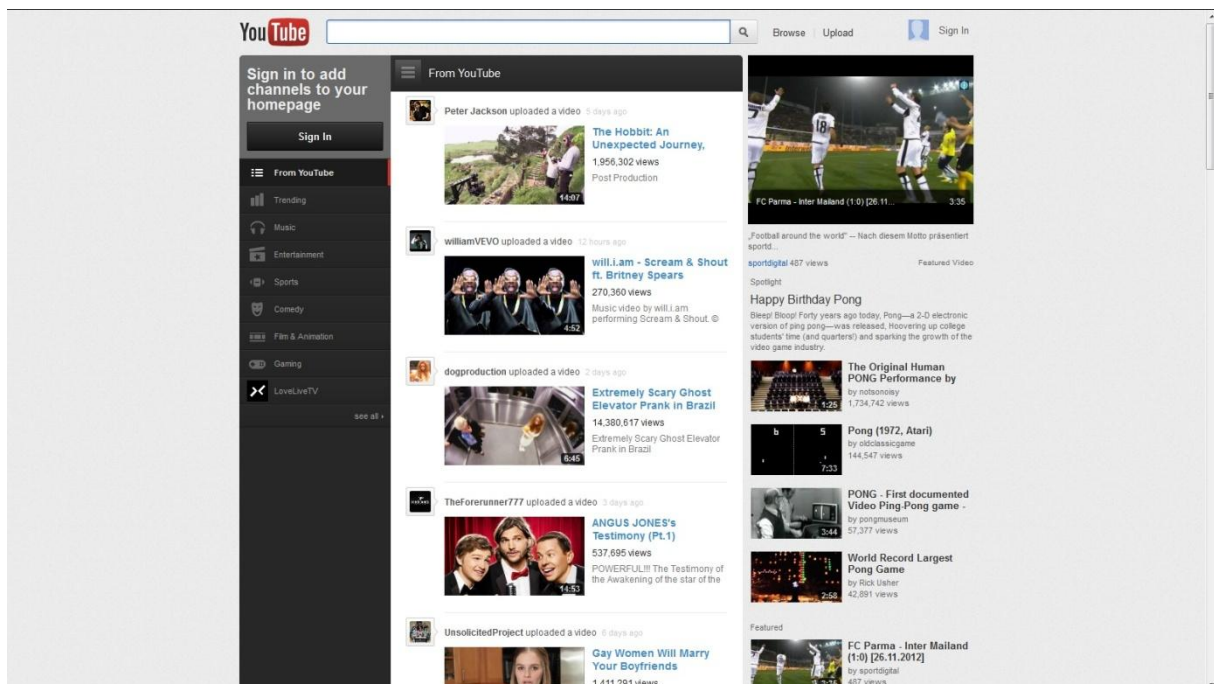 YouTube
Browse
Upload
Sign In
Sign in to add
channels to your
homepage
Sign In
From YouTube
Trending
Music
Entertainment
Sports
Comedy
Film & Animation
Gaming
LoveLiveTV
see all ›
From YouTube
Peter Jackson uploaded a video 5 days ago
The Hobbit: An
Unexpected Journey,
1,956,302 views
Post Production
14:07
williamVEVO uploaded a video 12 hours ago
will.i.am - Scream & Shout
ft. Britney Spears
270,360 views
Music video by will.i.am
performing Scream & Shout. ©
4:52
dogproduction uploaded a video 2 days ago
Extremely Scary Ghost
Elevator Prank in Brazil
14,380,617 views
Extremely Scary Ghost Elevator
Prank in Brazil
6:45
TheForerunner777 uploaded a video 3 days ago
ANGUS JONES's
Testimony (Pt.1)
537,695 views
POWERFUL!!! The Testimony of
the Awakening of the star of the
14:53
UnsolicitedProject uploaded a video 6 days ago
Gay Women Will Marry
Your Boyfriends
1,411,291 views
18
FC Parma - Inter Mailand (1:0) [26.11...
3:35
„Football around the world" -- Nach diesem Motto präsentiert
sportd...
sportdigital 487 views
Featured Video
Spotlight
Happy Birthday Pong
Bleep! Bloop! Forty years ago today, Pong—a 2-D electronic
version of ping pong—was released, Hoovering up college
students' time (and quarters!) and sparking the growth of the
video game industry.
The Original Human
PONG Performance by
by notsonoisy
1,734,742 views
1:25
Pong (1972, Atari)
by oldclassicgame
144,547 views
7:33
PONG - First documented
Video Ping-Pong game -
by pongmuseum
57,377 views
3:44
World Record Largest
Pong Game
by Rick Usher
42,891 views
2:58
Featured
FC Parma - Inter Mailand
(1:0) [26.11.2012]
by sportdigital
487 views
3:35